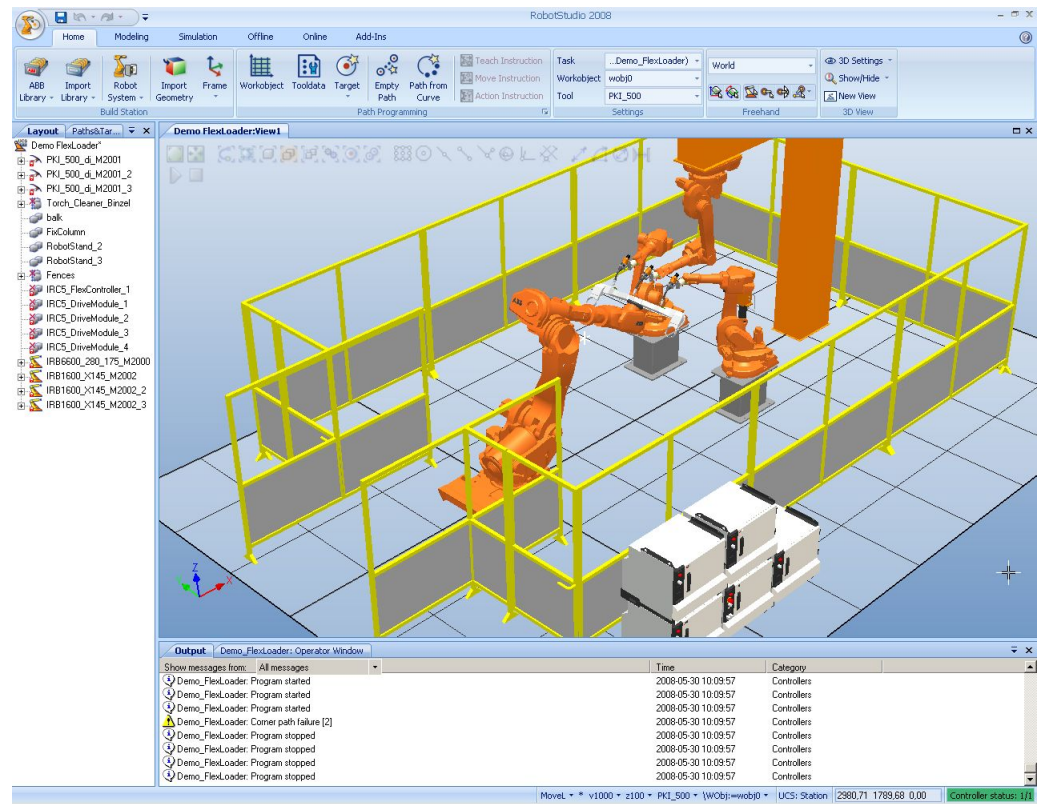 RobotStudio 2008
Home Modeling Simulation Offline Online Add-Ins
ABB Library
Import Library
Robot System
Import Geometry
Frame
Build Station
Workobject
Tooldata
Target
Empty Path
Path from Curve
Teach Instruction
Move Instruction
Action Instruction
Path Programming
Task ...Demo_FlexLoader)
Workobject wobj0
Tool PKI_500
Settings
World
Freehand
3D Settings
Show/Hide
New View
3D View
Layout Paths&Tar...
Demo FlexLoader*
PKI_500_di_M2001
PKI_500_di_M2001_2
PKI_500_di_M2001_3
Torch_Cleaner_Binzel
balk
FixColumn
RobotStand_2
RobotStand_3
Fences
IRC5_FlexController_1
IRC5_DriveModule_1
IRC5_DriveModule_2
IRC5_DriveModule_3
IRC5_DriveModule_4
IRB6600_280_175_M2000
IRB1600_X145_M2002
IRB1600_X145_M2002_2
IRB1600_X145_M2002_3
Demo FlexLoader:View1
ABB
Z
X
Output Demo_FlexLoader: Operator Window
Show messages from: All messages Time Category
Demo_FlexLoader: Program started 2008-05-30 10:09:57 Controllers
Demo_FlexLoader: Program started 2008-05-30 10:09:57 Controllers
Demo_FlexLoader: Program started 2008-05-30 10:09:57 Controllers
Demo_FlexLoader: Corner path failure [2] 2008-05-30 10:09:57 Controllers
Demo_FlexLoader: Program stopped 2008-05-30 10:09:57 Controllers
Demo_FlexLoader: Program stopped 2008-05-30 10:09:57 Controllers
Demo_FlexLoader: Program stopped 2008-05-30 10:09:57 Controllers
Demo_FlexLoader: Program stopped 2008-05-30 10:09:57 Controllers
MoveL * v1000 z100 PKI_500 \WObj:=wobj0 UCS: Station 2980,71 1789,68 0,00 Controller status: 1/1